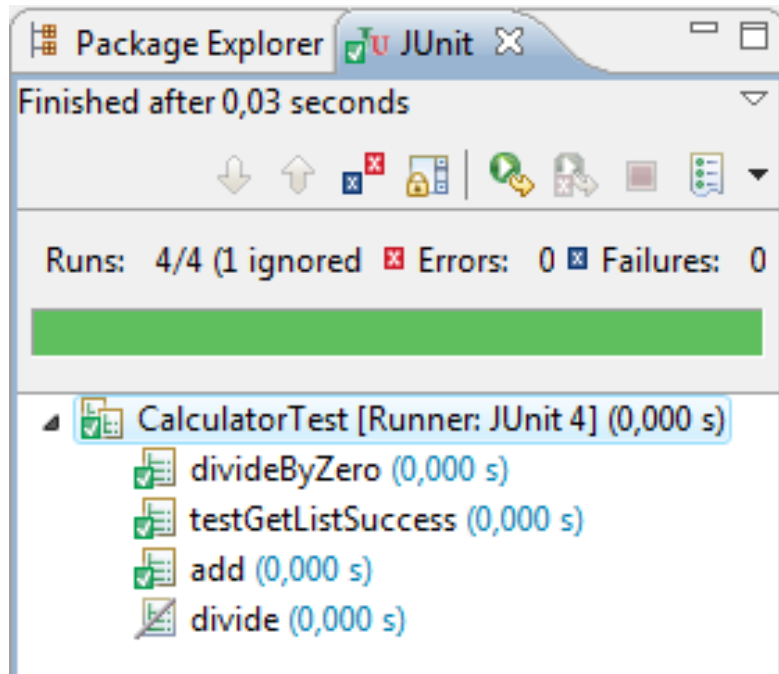 Package Explorer JUnit
Finished after 0,03 seconds
Runs: 4/4 (1 ignored Errors: 0 Failures: 0
CalculatorTest [Runner: JUnit 4] (0,000 s)
divideByZero (0,000 s)
testGetListSuccess (0,000 s)
add (0,000 s)
divide (0,000 s)